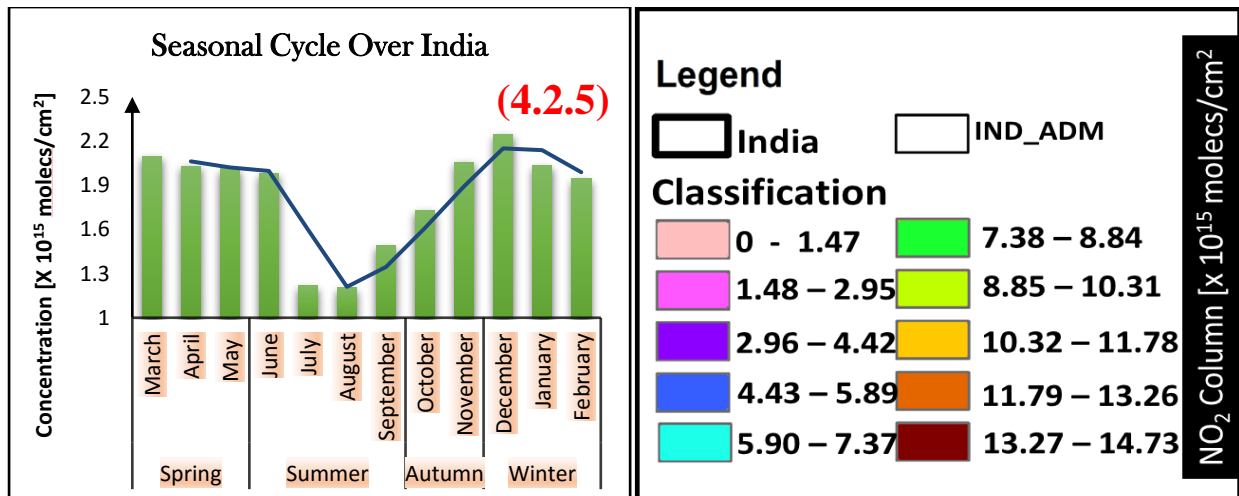 Seasonal Cycle Over India
(4.2.5)
Concentration [X 10¹⁵ molecs/cm²]
2.5
2.2
1.9
1.6
1.3
1
March
April
May
June
July
August
September
October
November
December
January
February
Spring
Summer
Autumn
Winter
Legend
India
IND_ADM
Classification
0 - 1.47
1.48 – 2.95
2.96 – 4.42
4.43 – 5.89
5.90 – 7.37
7.38 – 8.84
8.85 – 10.31
10.32 – 11.78
11.79 – 13.26
13.27 – 14.73
NO₂ Column [x 10¹⁵ molecs/cm²